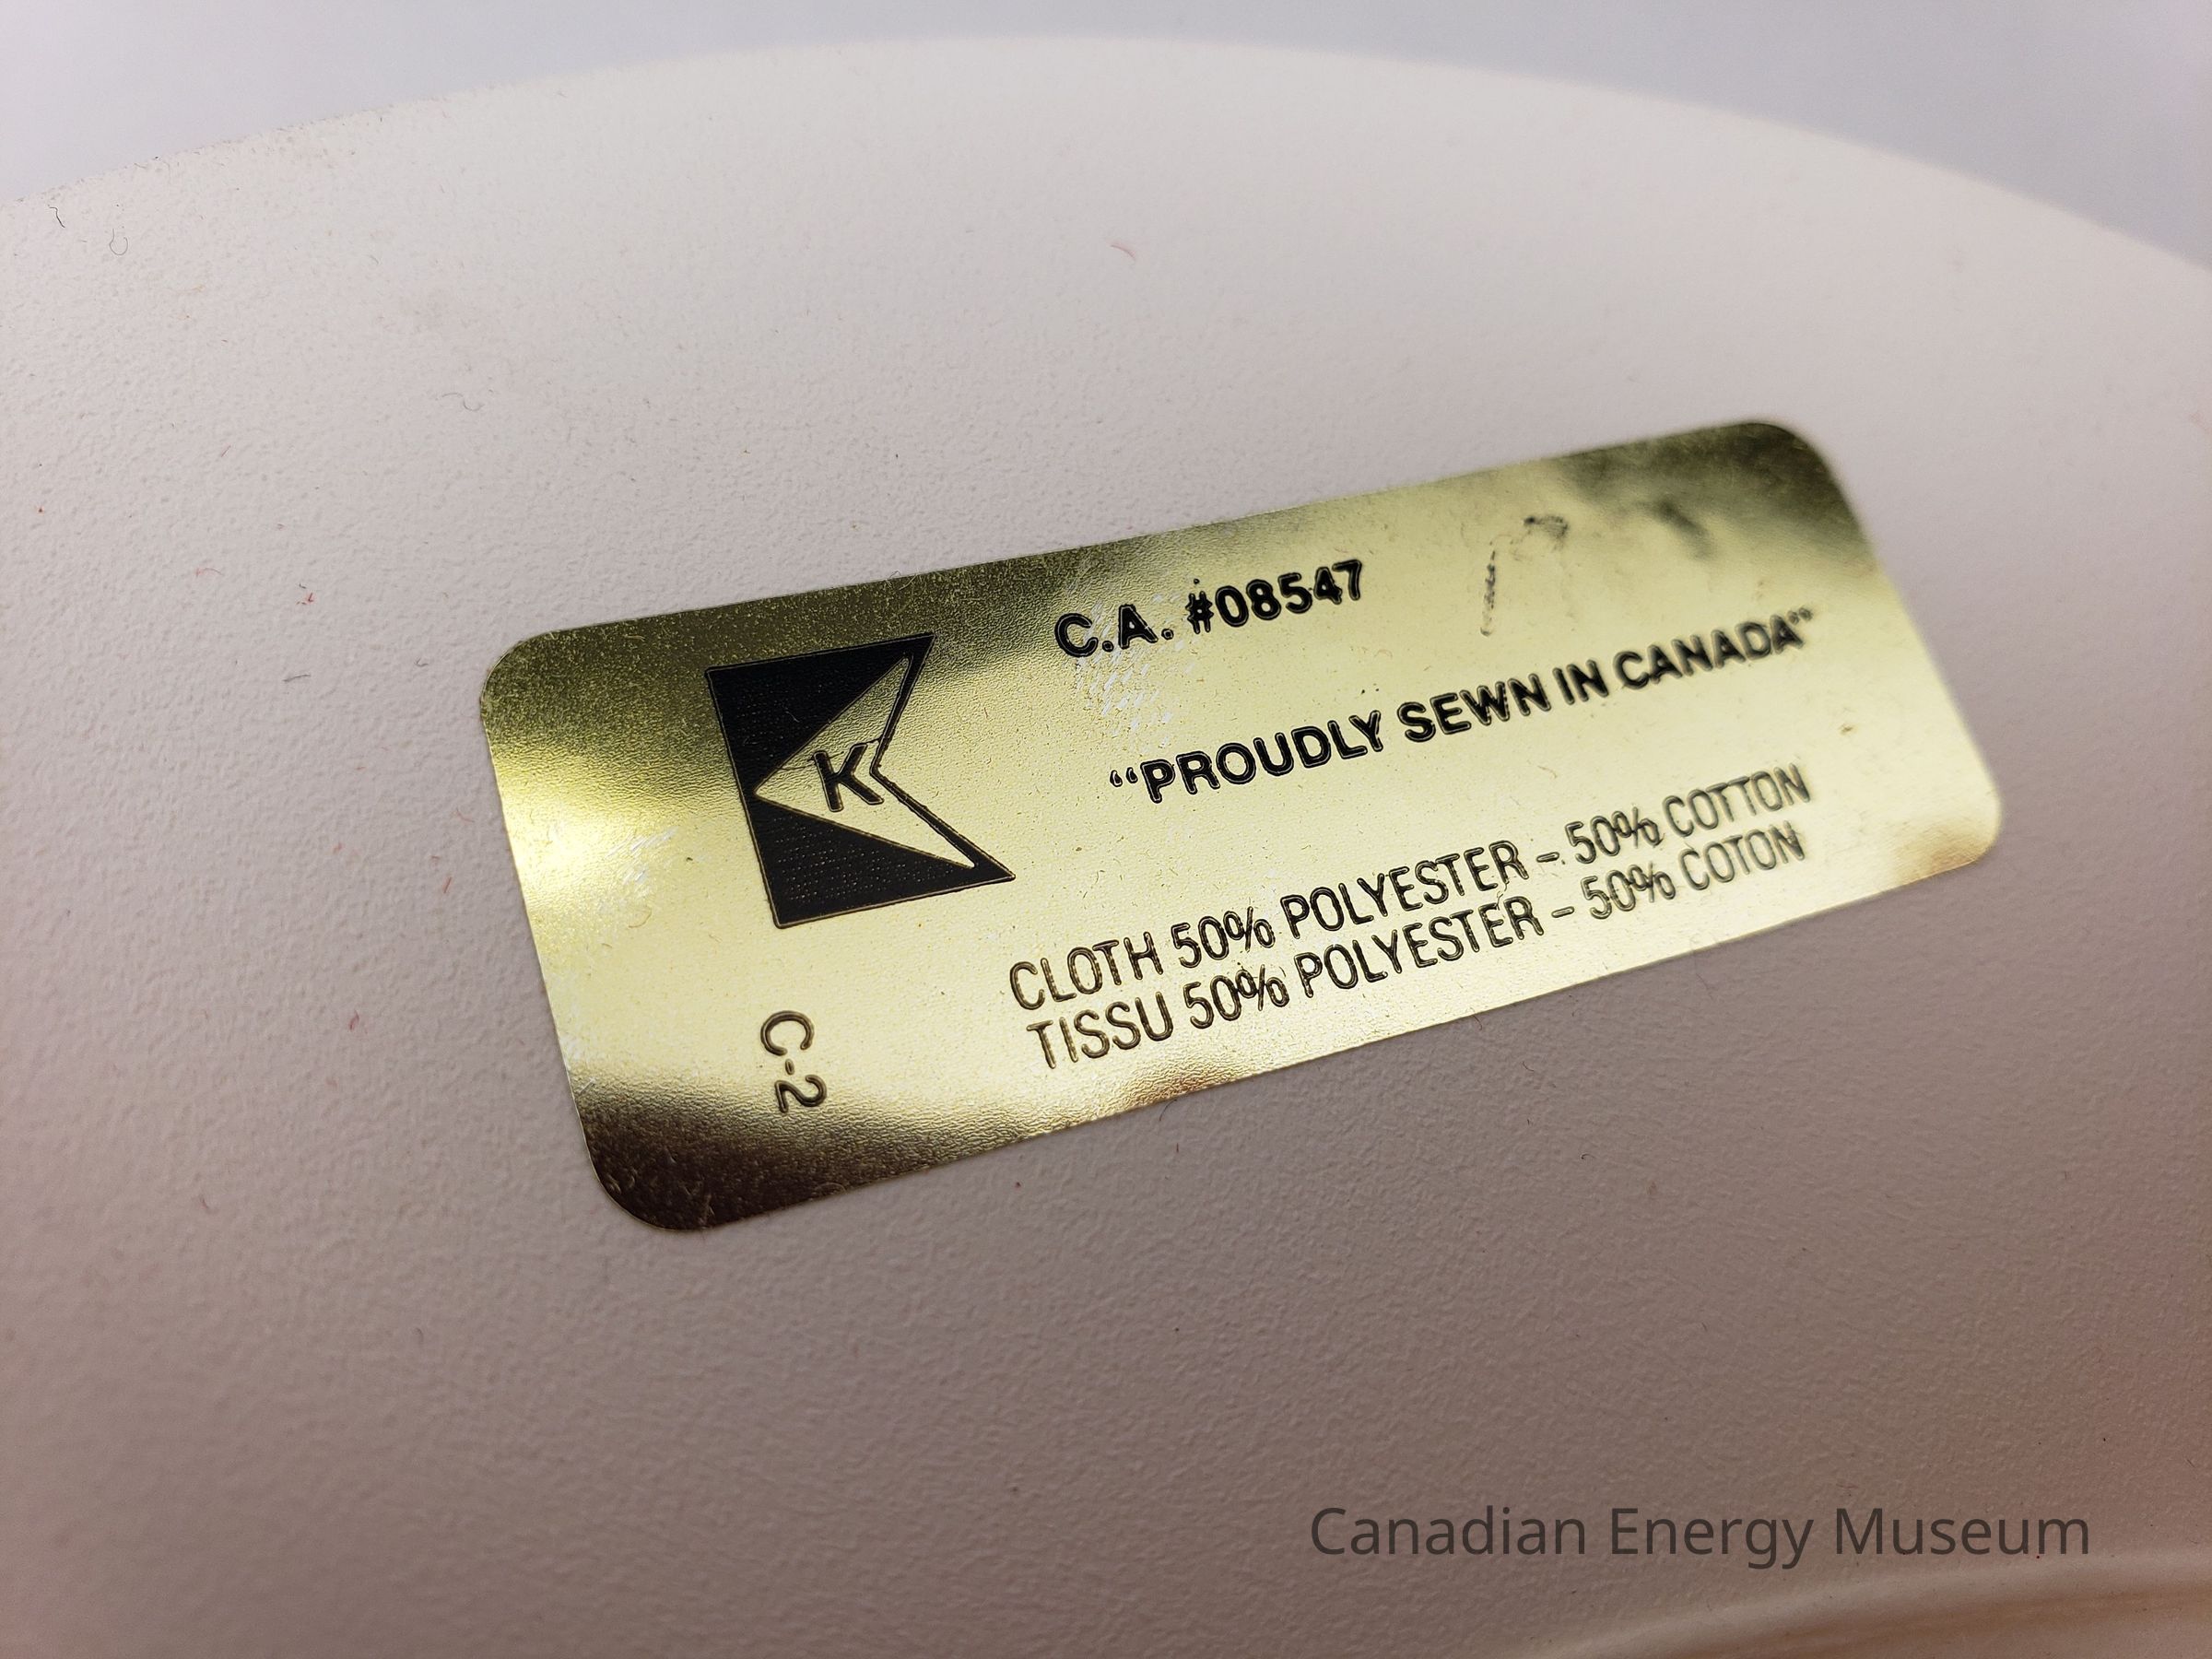 C.A. #08547
K
“PROUDLY SEWN IN CANADA”
CLOTH 50% POLYESTER – 50% COTTON
TISSU 50% POLYESTER – 50% COTON
C-2
Canadian Energy Museum